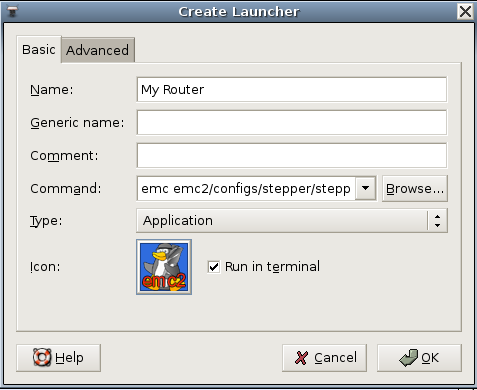 Create Launcher
Basic Advanced
Name: My Router
Generic name:
Comment:
Command: emc emc2/configs/stepper/stepp Browse...
Type: Application
Icon: emc2 Run in terminal
Help Cancel OK